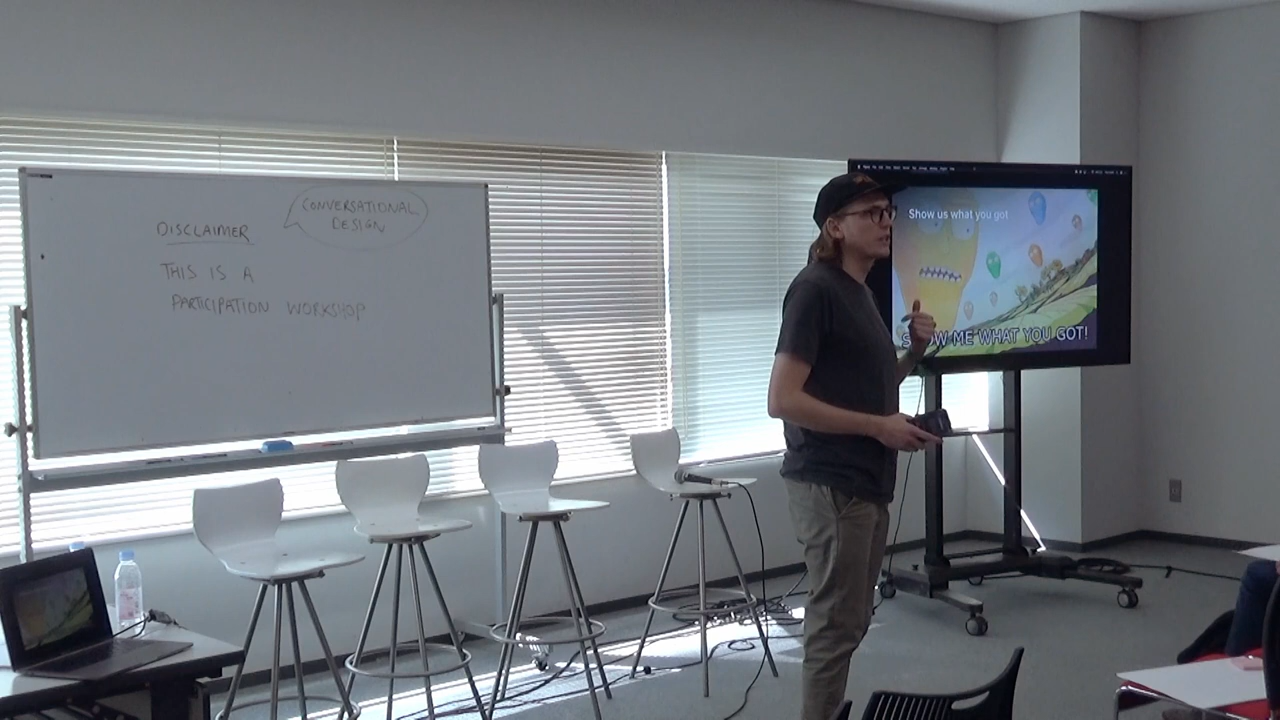 CONVERSATIONAL
DESIGN
DISCLAIMER
THIS IS A
PARTICIPATION WORKSHOP
Show us what you got
SHOW ME WHAT YOU GOT!